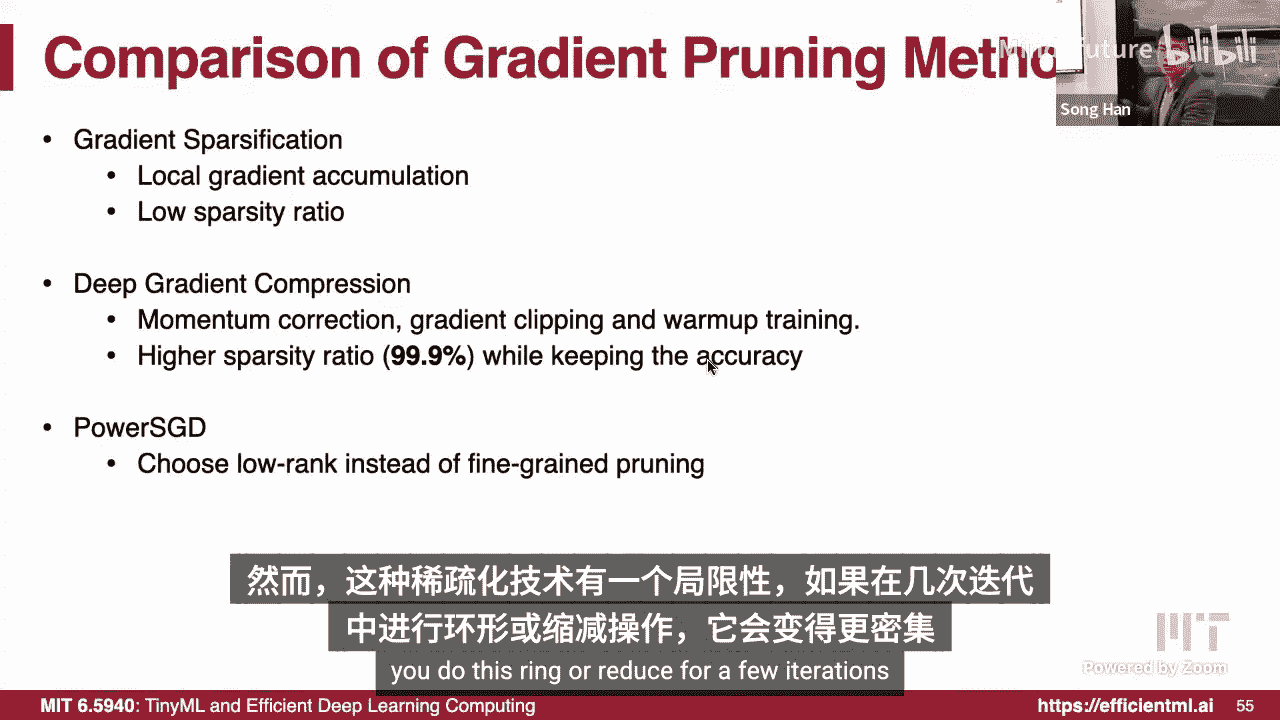 Comparison of Gradient Pruning Metho
Mind Future bilibili
Song Han
• Gradient Sparsification
• Local gradient accumulation
• Low sparsity ratio
• Deep Gradient Compression
• Momentum correction, gradient clipping and warmup training.
• Higher sparsity ratio (99.9%) while keeping the accuracy
• PowerSGD
• Choose low-rank instead of fine-grained pruning
然而，这种稀疏化技术有一个局限性，如果在几次迭代
中进行环形或缩减操作，它会变得更密集
you do this ring or reduce for a few iterations
MIT
Powered by Zoom
MIT 6.5940: TinyML and Efficient Deep Learning Computing
https://efficientml.ai
55